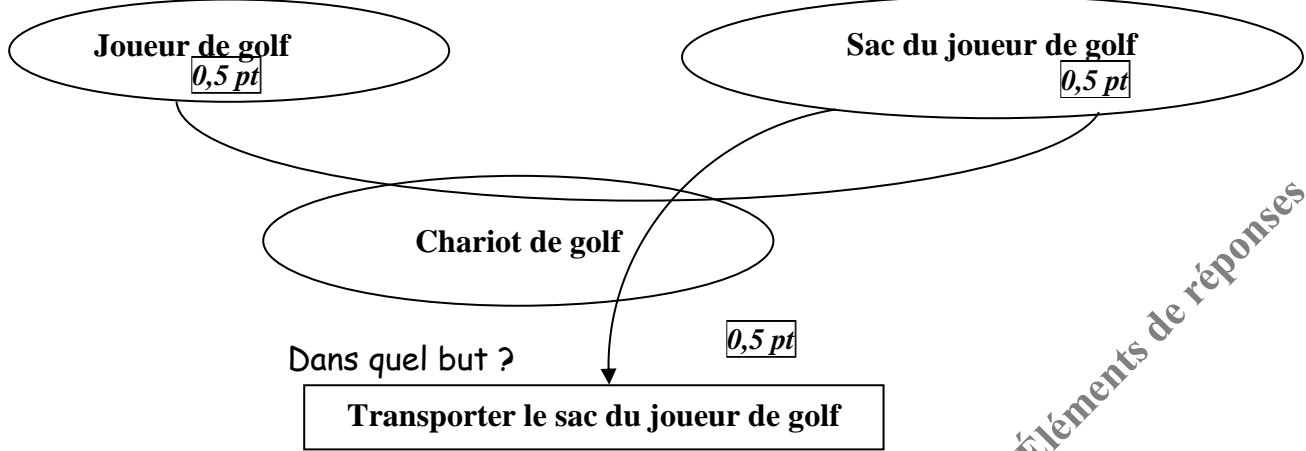 Joueur de golf
0,5 pt
Sac du joueur de golf
0,5 pt
Chariot de golf
Éléments de réponses
0,5 pt
Dans quel but ?
Transporter le sac du joueur de golf